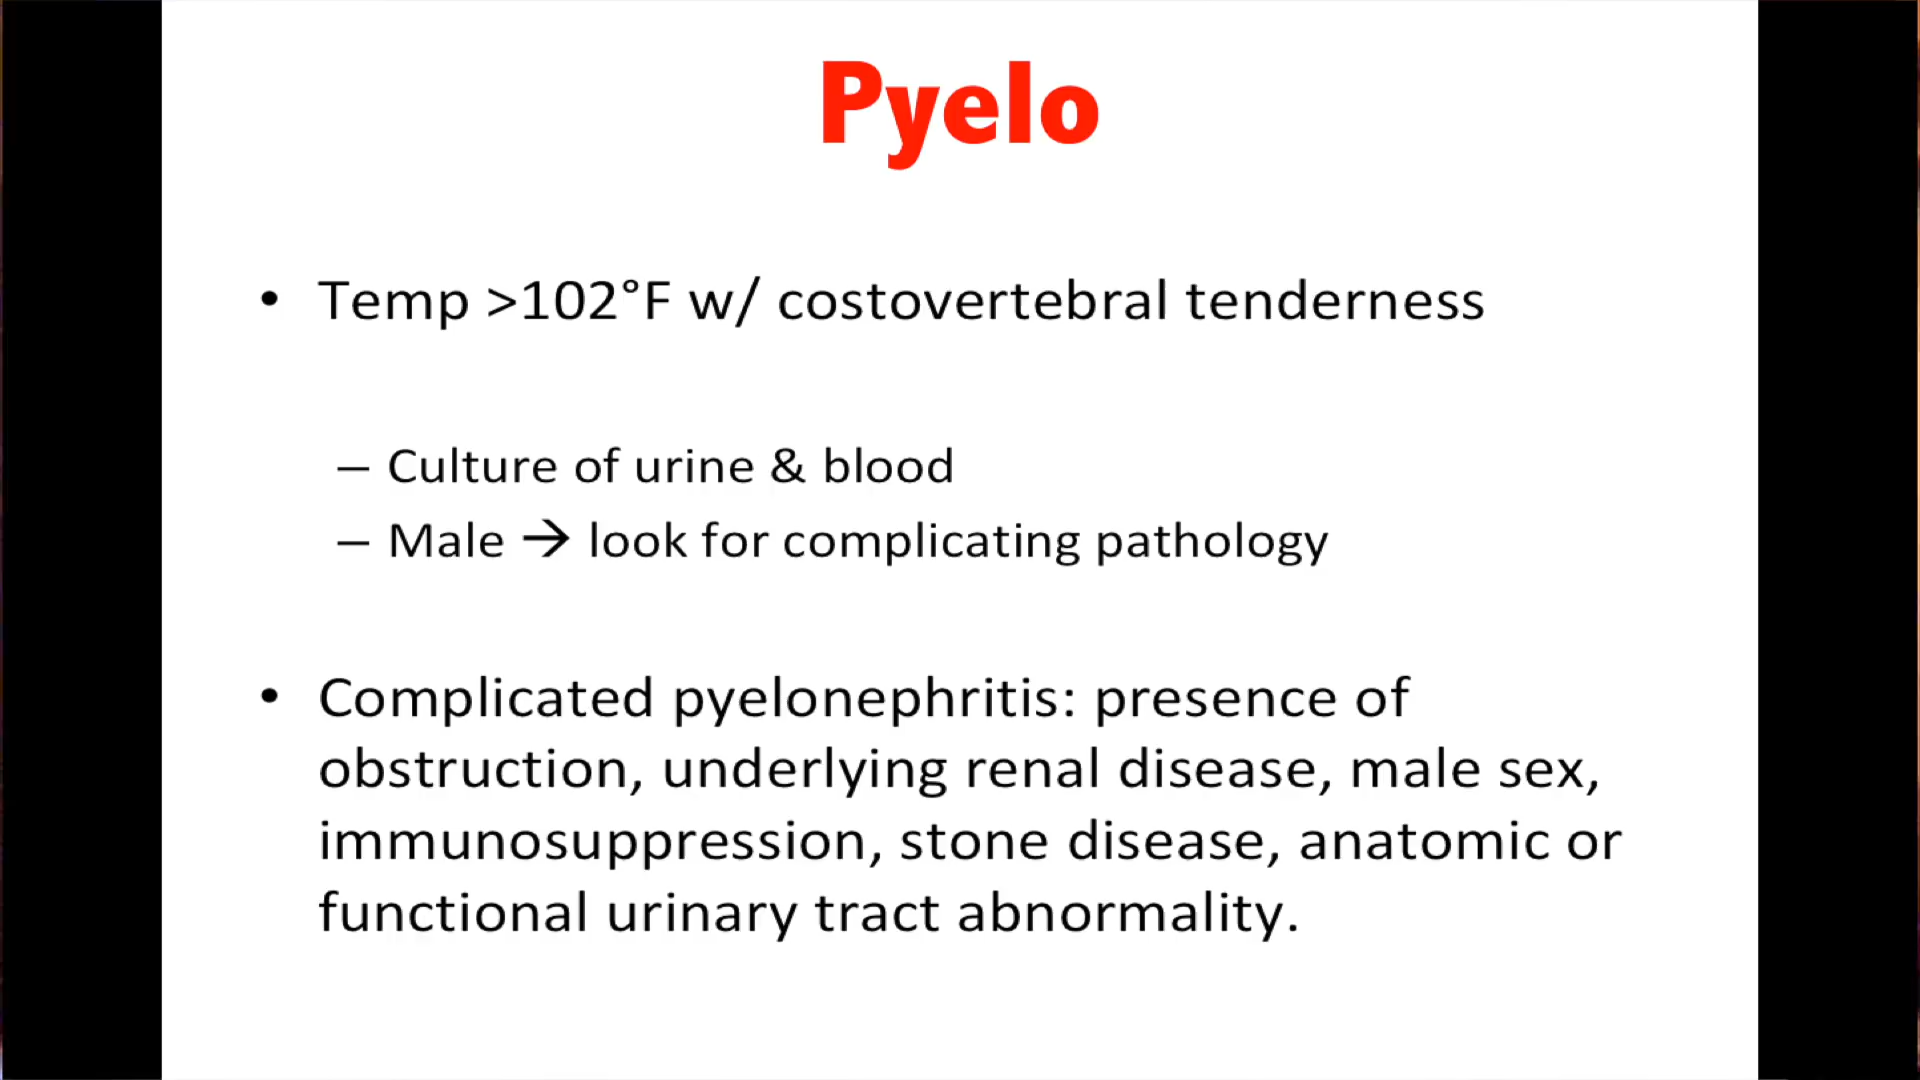 Pyelo
• Temp >102°F w/ costovertebral tenderness
– Culture of urine & blood
– Male → look for complicating pathology
• Complicated pyelonephritis: presence of
obstruction, underlying renal disease, male sex,
immunosuppression, stone disease, anatomic or
functional urinary tract abnormality.